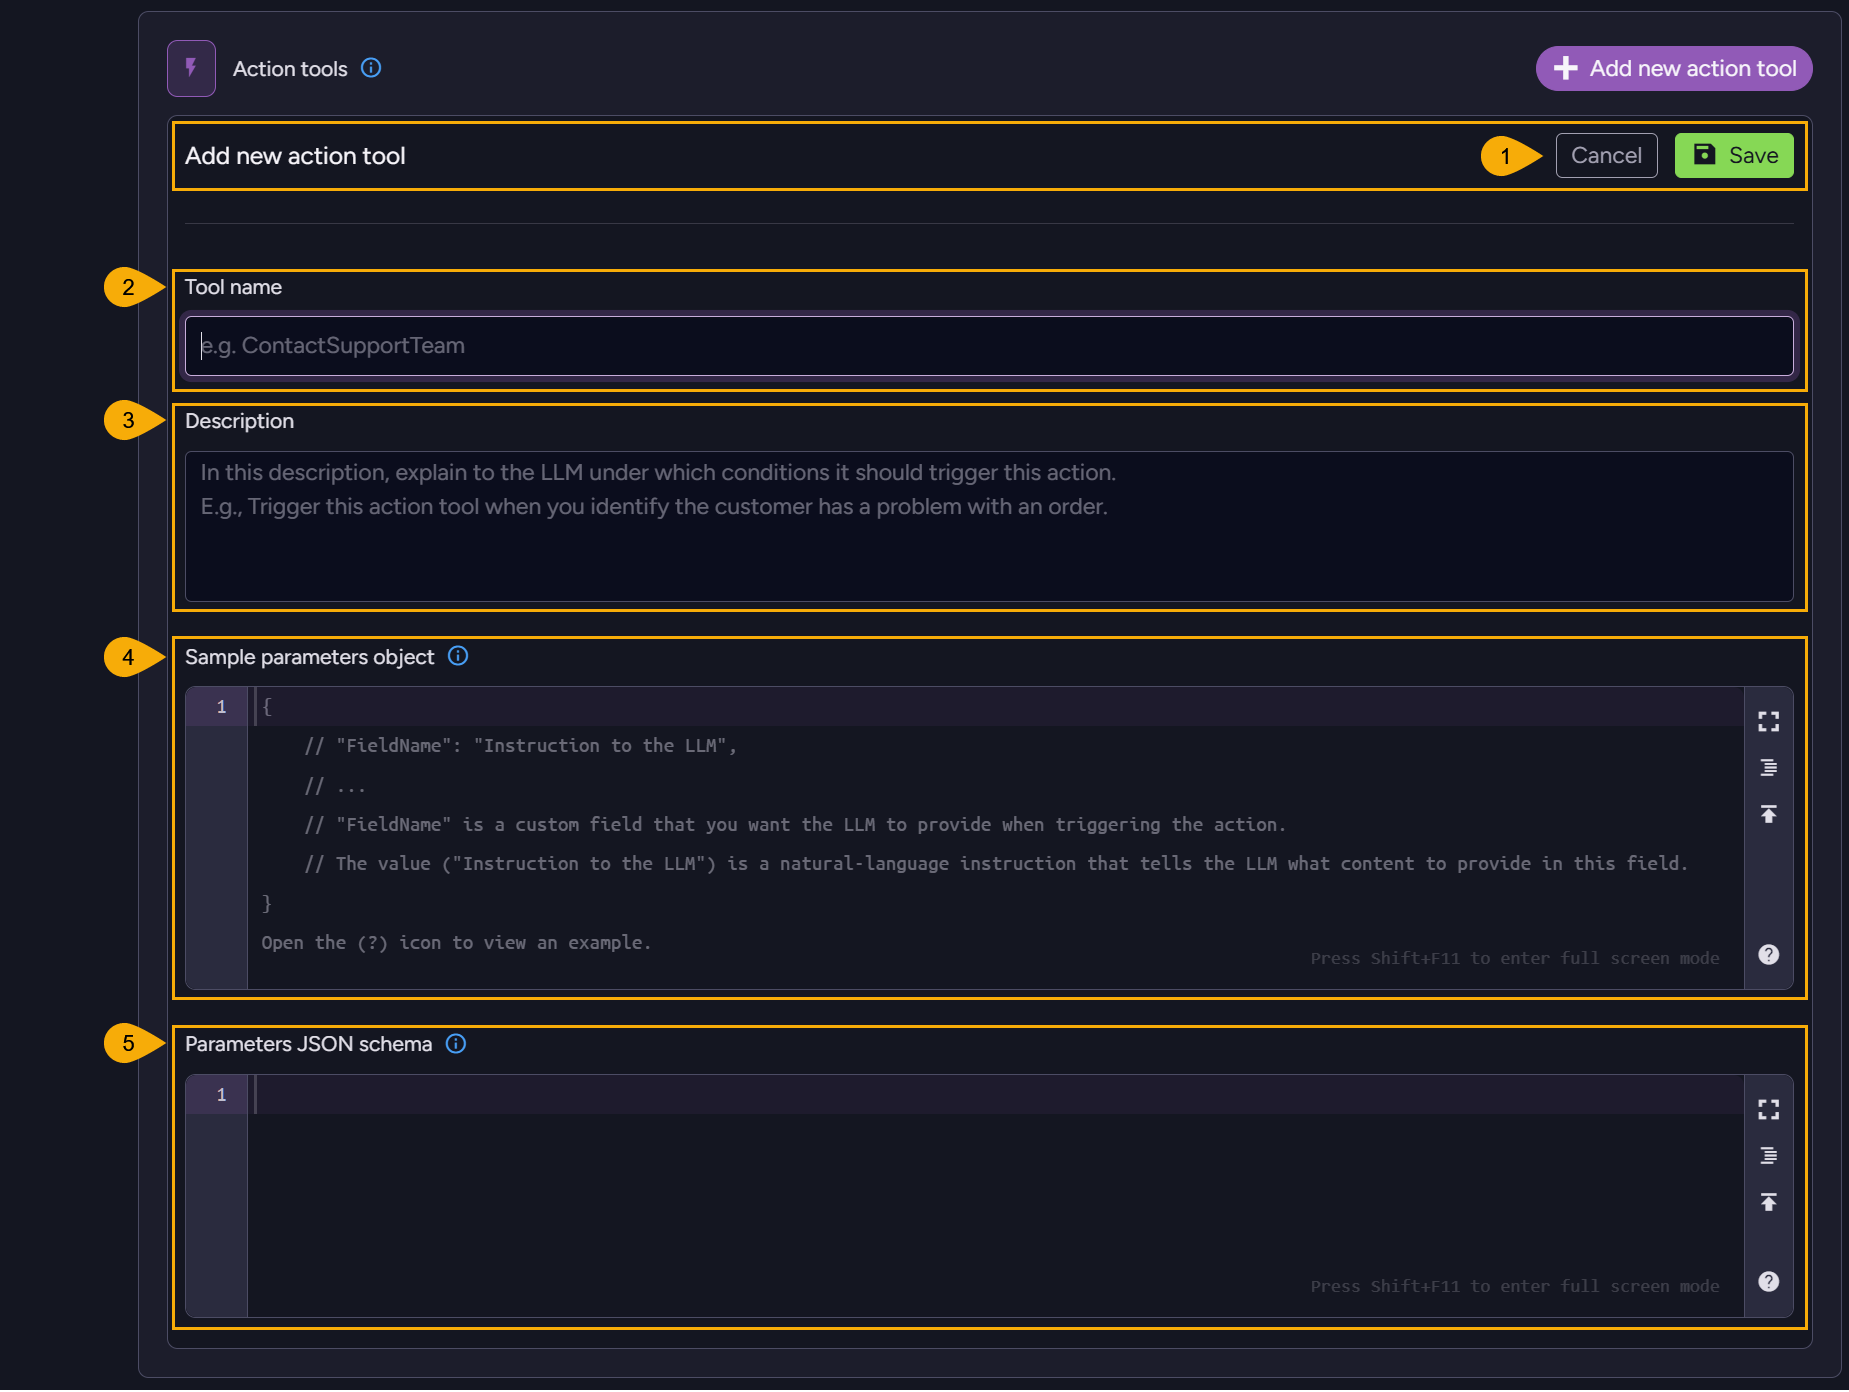 Action tools
Add new action tool
Add new action tool
1
Cancel
Save
2
Tool name
e.g. ContactSupportTeam
3
Description
In this description, explain to the LLM under which conditions it should trigger this action.
E.g., Trigger this action tool when you identify the customer has a problem with an order.
4
Sample parameters object
1
{
// "FieldName": "Instruction to the LLM",
// ...
// "FieldName" is a custom field that you want the LLM to provide when triggering the action.
// The value ("Instruction to the LLM") is a natural-language instruction that tells the LLM what content to provide in this field.
}
Open the (?) icon to view an example.
Press Shift+F11 to enter full screen mode
5
Parameters JSON schema
1
Press Shift+F11 to enter full screen mode